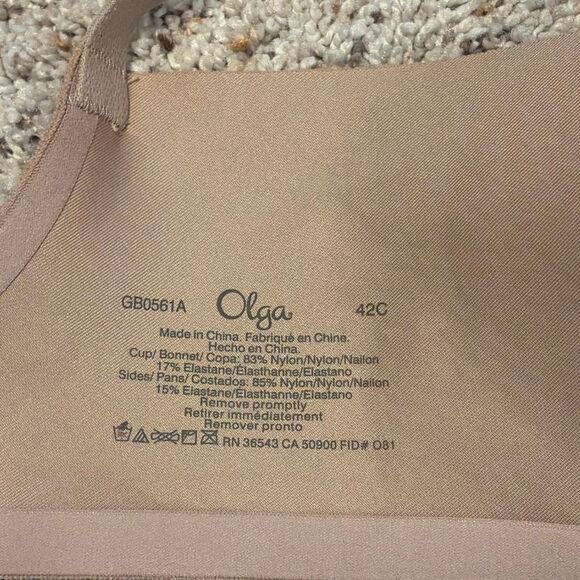 GB0561A Olga 42C
Made in China. Fabriqué en Chine.
Hecho en China.
Cup/ Bonnet/ Copa: 83% Nylon/Nylon/Nailon
17% Elastane/Élasthanne/Elastano
Sides/ Pans/ Costados: 85% Nylon/Nylon/Nailon
15% Elastane/Élasthanne/Elastano
Remove promptly
Retirer immédiatement
Remover pronto
RN 36543 CA 50900 FID# O81